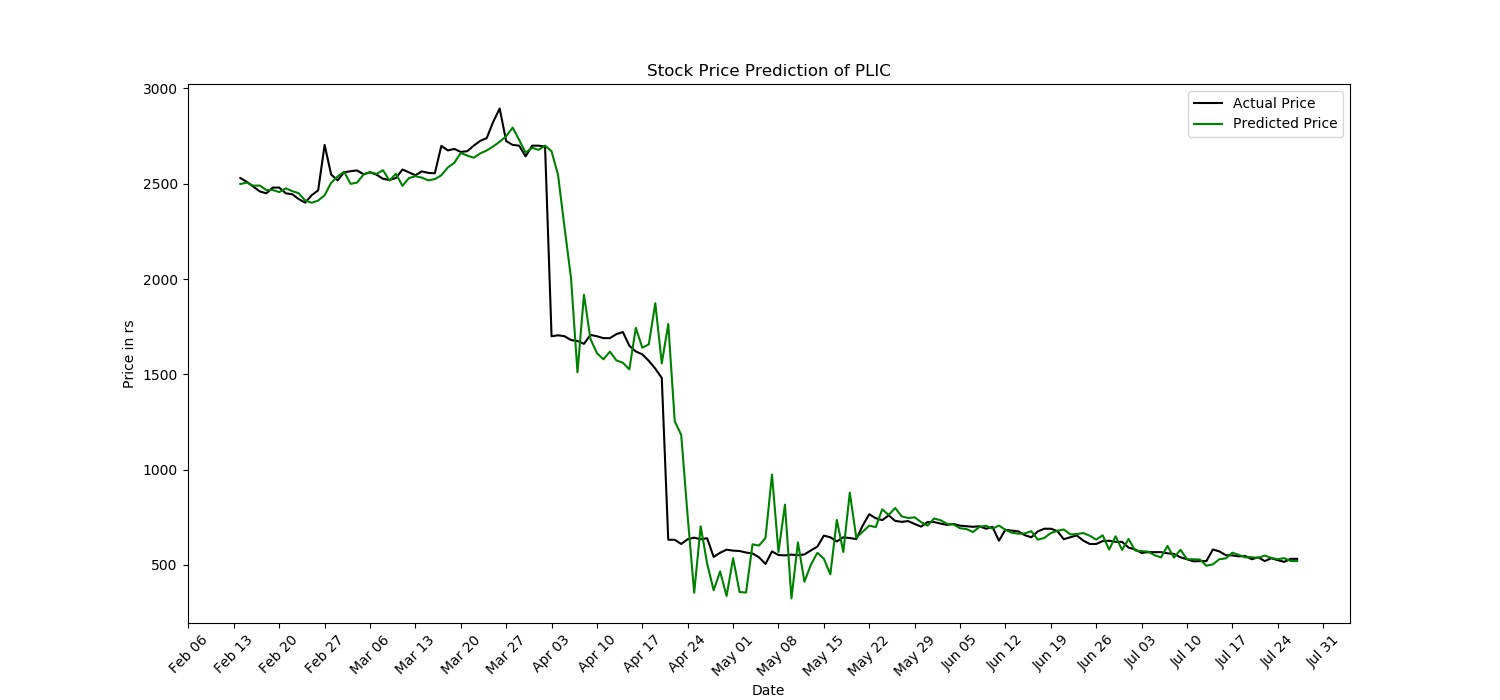 Stock Price Prediction of PLIC
Actual Price
Predicted Price
3000
2500
2000
1500
1000
500
Price in rs
Feb 06
Feb 13
Feb 20
Feb 27
Mar 06
Mar 13
Mar 20
Mar 27
Apr 03
Apr 10
Apr 17
Apr 24
May 01
May 08
May 15
May 22
May 29
Jun 05
Jun 12
Jun 19
Jun 26
Jul 03
Jul 10
Jul 17
Jul 24
Jul 31
Date